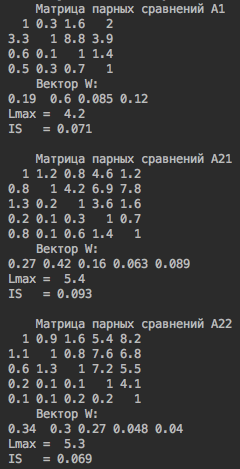 Матрица парных сравнений A1
1 0.3 1.6 2
3.3 1 8.8 3.9
0.6 0.1 1 1.4
0.5 0.3 0.7 1
Вектор W:
0.19 0.6 0.085 0.12
Lmax = 4.2
IS = 0.071
Матрица парных сравнений A21
1 1.2 0.8 4.6 1.2
0.8 1 4.2 6.9 7.8
1.3 0.2 1 3.6 1.6
0.2 0.1 0.3 1 0.7
0.8 0.1 0.6 1.4 1
Вектор W:
0.27 0.42 0.16 0.063 0.089
Lmax = 5.4
IS = 0.093
Матрица парных сравнений A22
1 0.9 1.6 5.4 8.2
1.1 1 0.8 7.6 6.8
0.6 1.3 1 7.2 5.5
0.2 0.1 0.1 1 4.1
0.1 0.1 0.2 0.2 1
Вектор W:
0.34 0.3 0.27 0.048 0.04
Lmax = 5.3
IS = 0.069